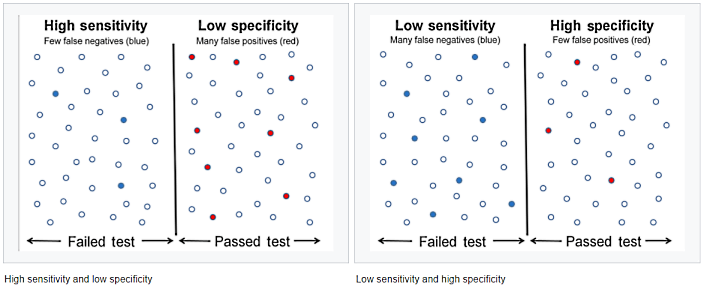 High sensitivity
Few false negatives (blue)
Low specificity
Many false positives (red)
Failed test
Passed test
High sensitivity and low specificity
Low sensitivity
Many false negatives (blue)
High specificity
Few false positives (red)
Failed test
Passed test
Low sensitivity and high specificity